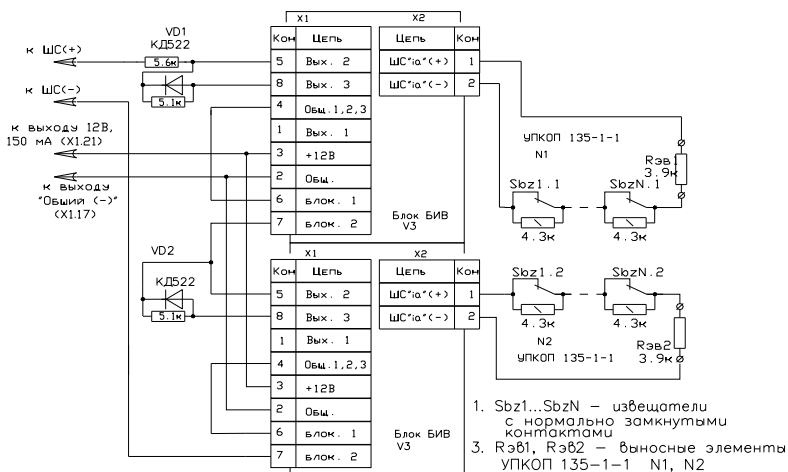 X1 X2
VD1
КД522
к ШС(+)
5.6к
5.1к
к ШС(-)
к выходу 12В,
150 мА (X1.21)
к выходу
"Общий (-)"
(X1.17)
Кон Цепь Цепь Кон
5 Вых. 2 ШС"ia"(+) 1
8 Вых. 3 ШС"ia"(-) 2
4 Общ.1,2,3
1 Вых. 1
3 +12В
2 Общ.
6 Блок. 1
7 Блок. 2
Блок БИВ
V3
УПКОП 135-1-1
N1
Rэв1
3.9к
Sbz1.1 SbzN.1
4.3к 4.3к
VD2
КД522
5.1к
X1 X2
Кон Цепь Цепь Кон
5 Вых. 2 ШС"ia"(+) 1
8 Вых. 3 ШС"ia"(-) 2
1 Вых. 1
4 Общ.1,2,3
3 +12В
2 Общ.
6 Блок. 1
7 Блок. 2
Блок БИВ
V3
Sbz1.2 SbzN.2
4.3к 4.3к
N2
УПКОП 135-1-1
Rэв2
3.9к
1. Sbz1...SbzN – извещатели
с нормально замкнутыми
контактами
3. Rэв1, Rэв2 – выносные элементы
УПКОП 135-1-1 N1, N2